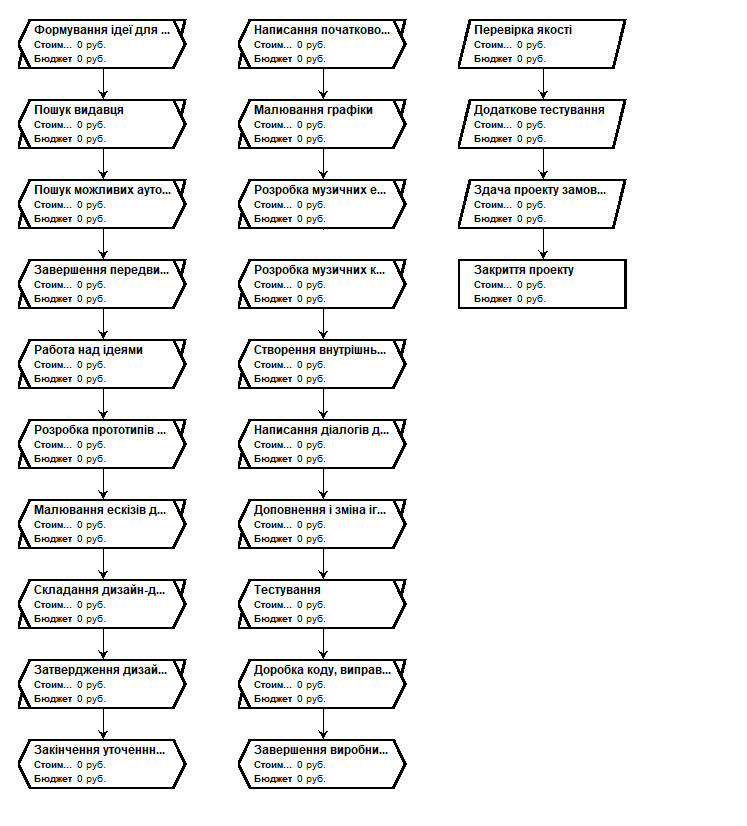 Формування ідеї для ...
Стоим... 0 руб.
Бюджет 0 руб.
Пошук видавця
Стоим... 0 руб.
Бюджет 0 руб.
Пошук можливих ауто...
Стоим... 0 руб.
Бюджет 0 руб.
Завершення передви...
Стоим... 0 руб.
Бюджет 0 руб.
Работа над ідеями
Стоим... 0 руб.
Бюджет 0 руб.
Розробка прототипів ...
Стоим... 0 руб.
Бюджет 0 руб.
Малювання ескізів д...
Стоим... 0 руб.
Бюджет 0 руб.
Складання дизайн-д...
Стоим... 0 руб.
Бюджет 0 руб.
Затвердження дизай...
Стоим... 0 руб.
Бюджет 0 руб.
Закінчення уточеннн...
Стоим... 0 руб.
Бюджет 0 руб.
Написання початково...
Стоим... 0 руб.
Бюджет 0 руб.
Малювання графіки
Стоим... 0 руб.
Бюджет 0 руб.
Розробка музичних е...
Стоим... 0 руб.
Бюджет 0 руб.
Розробка музичних к...
Стоим... 0 руб.
Бюджет 0 руб.
Створення внутрішнь...
Стоим... 0 руб.
Бюджет 0 руб.
Написання діалогів д...
Стоим... 0 руб.
Бюджет 0 руб.
Доповнення і зміна іг...
Стоим... 0 руб.
Бюджет 0 руб.
Тестування
Стоим... 0 руб.
Бюджет 0 руб.
Доробка коду, виправ...
Стоим... 0 руб.
Бюджет 0 руб.
Завершення виробни...
Стоим... 0 руб.
Бюджет 0 руб.
Перевірка якості
Стоим... 0 руб.
Бюджет 0 руб.
Додаткове тестування
Стоим... 0 руб.
Бюджет 0 руб.
Здача проекту замов...
Стоим... 0 руб.
Бюджет 0 руб.
Закриття проекту
Стоим... 0 руб.
Бюджет 0 руб.